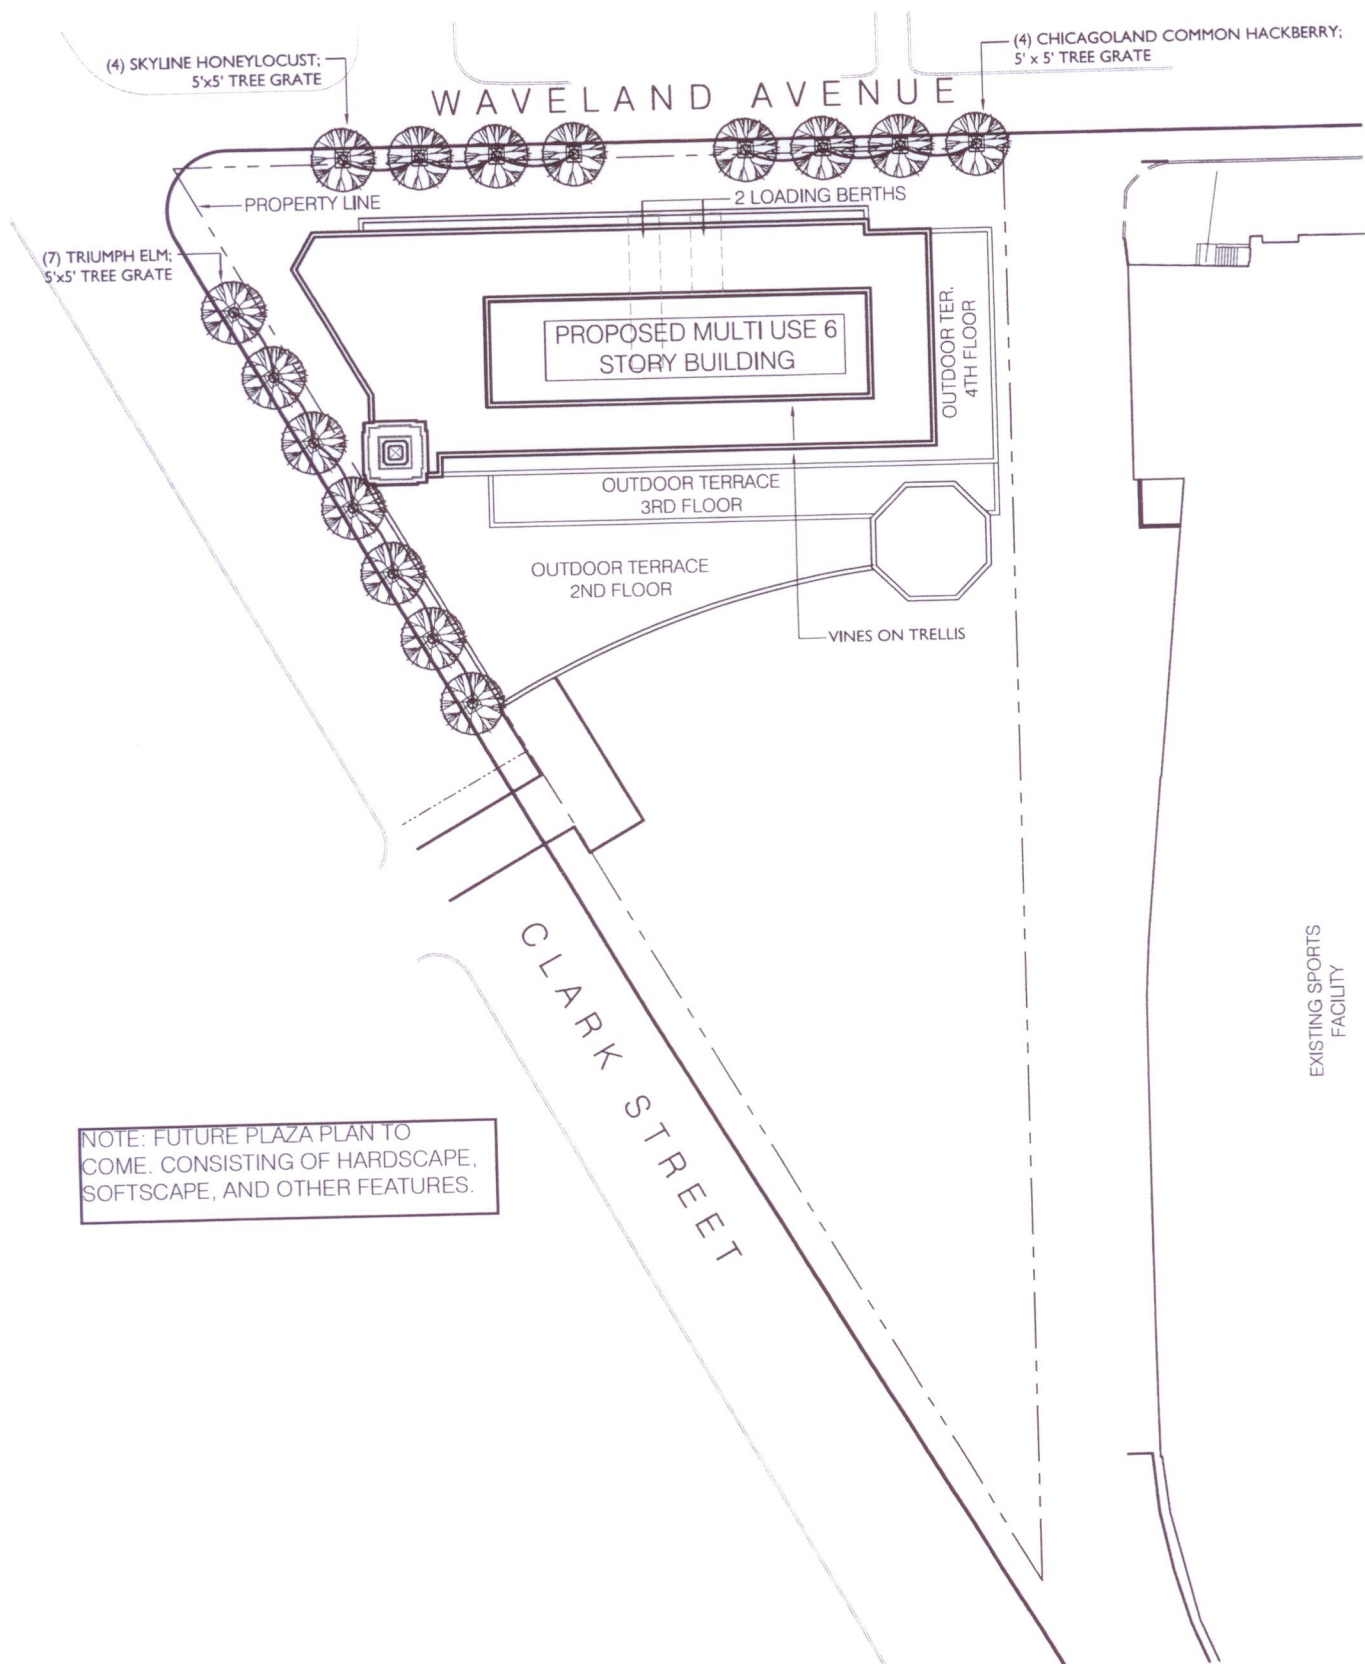 (4) SKYLINE HONEYLOCUST;
5'x5' TREE GRATE
(4) CHICAGOLAND COMMON HACKBERRY;
5' x 5' TREE GRATE
WAVELAND AVENUE
PROPERTY LINE
2 LOADING BERTHS
(7) TRIUMPH ELM;
5'x5' TREE GRATE
PROPOSED MULTI USE 6
STORY BUILDING
OUTDOOR TER.
4TH FLOOR
OUTDOOR TERRACE
3RD FLOOR
OUTDOOR TERRACE
2ND FLOOR
VINES ON TRELLIS
CLARK STREET
EXISTING SPORTS
FACILITY
NOTE: FUTURE PLAZA PLAN TO
COME. CONSISTING OF HARDSCAPE,
SOFTSCAPE, AND OTHER FEATURES.